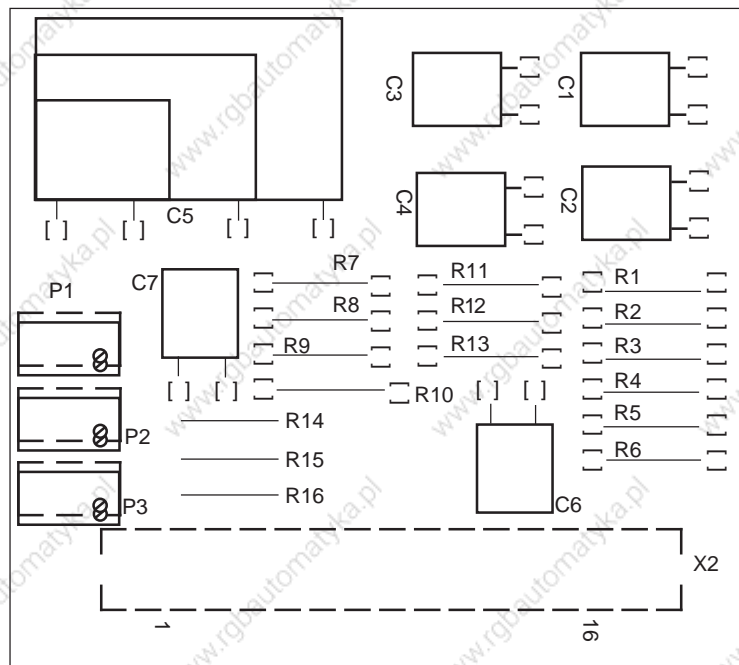 C3
C1
C4
C2
C5
C7
R7
R11
R1
P1
R8
R12
R2
R9
R13
R3
R4
R10
R14
R5
P2
R15
R6
R16
P3
C6
X2
1
16
www.rgbautomatyka.pl